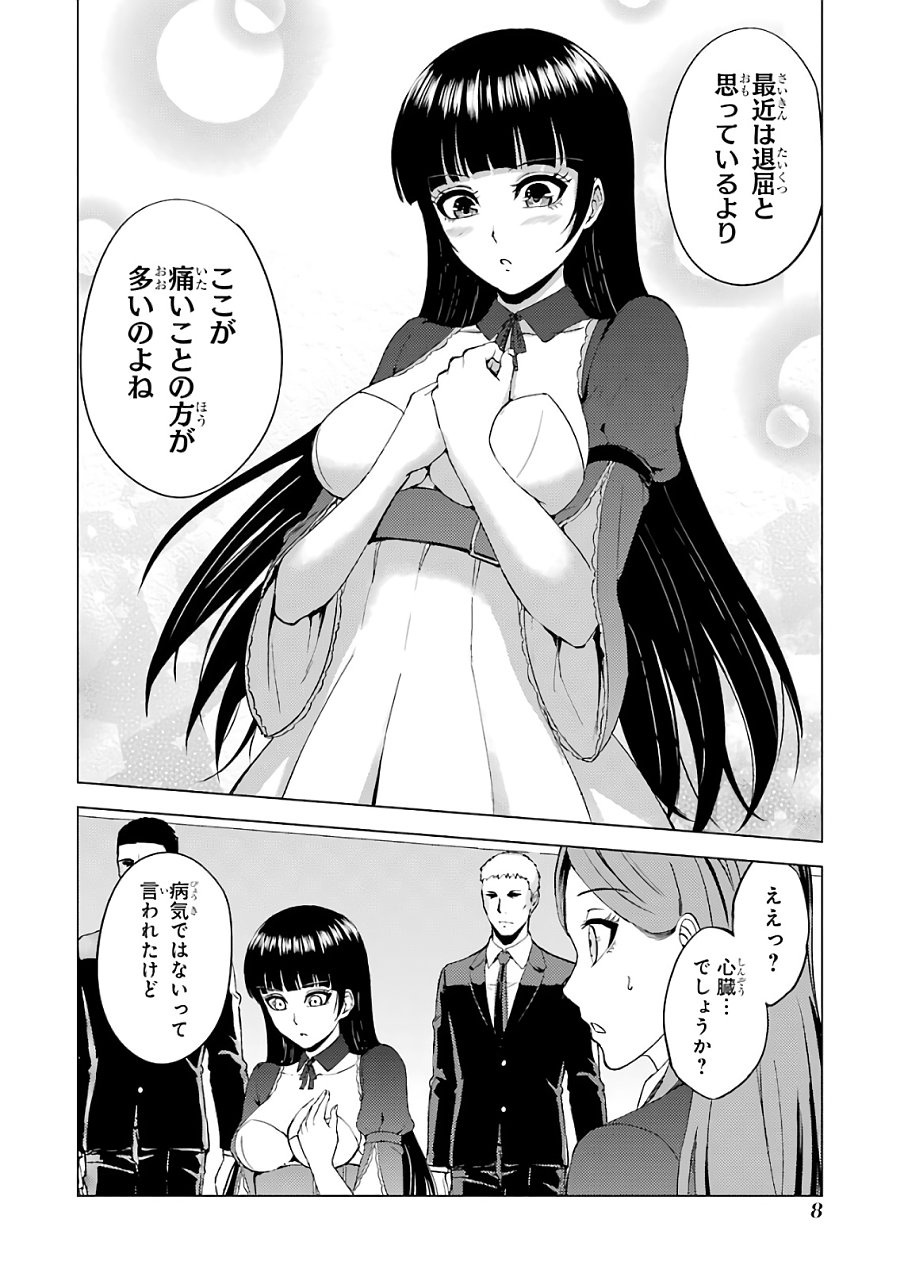 最近は退屈と
思っているより
ここが
痛いことの方が
多いのよね
ええっ?
心臓…
でしょうか?
病気ではないって
言われたけど
8